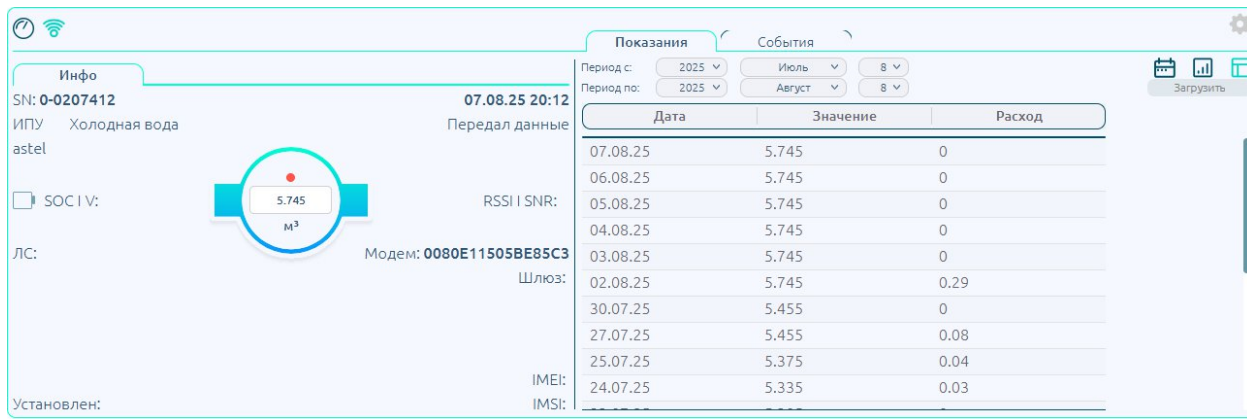 Инфо
SN: 0-0207412 07.08.25 20:12
ИПУ Холодная вода Передал данные
astel
SOC I V: 5.745 RSSI I SNR:
м³
ЛС: Модем: 0080E11505BE85C3
Шлюз:
IMEI:
Установлен: IMSI:
Показания События
Период с: 2025 Июль 8
Период по: 2025 Август 8
Загрузить
Дата Значение Расход
07.08.25 5.745 0
06.08.25 5.745 0
05.08.25 5.745 0
04.08.25 5.745 0
03.08.25 5.745 0
02.08.25 5.745 0.29
30.07.25 5.455 0
27.07.25 5.455 0.08
25.07.25 5.375 0.04
24.07.25 5.335 0.03